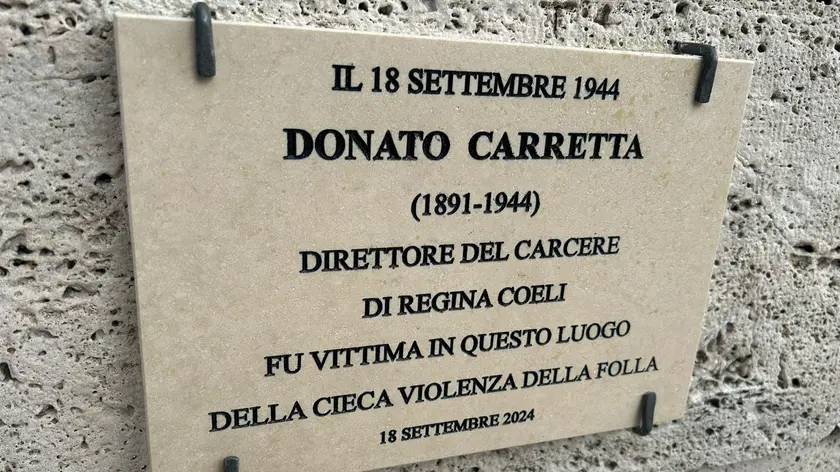 IL 18 SETTEMBRE 1944
DONATO CARRETTA
(1891-1944)
DIRETTORE DEL CARCERE
DI REGINA COELI
FU VITTIMA IN QUESTO LUOGO
DELLA CIECA VIOLENZA DELLA FOLLA
18 SETTEMBRE 2024